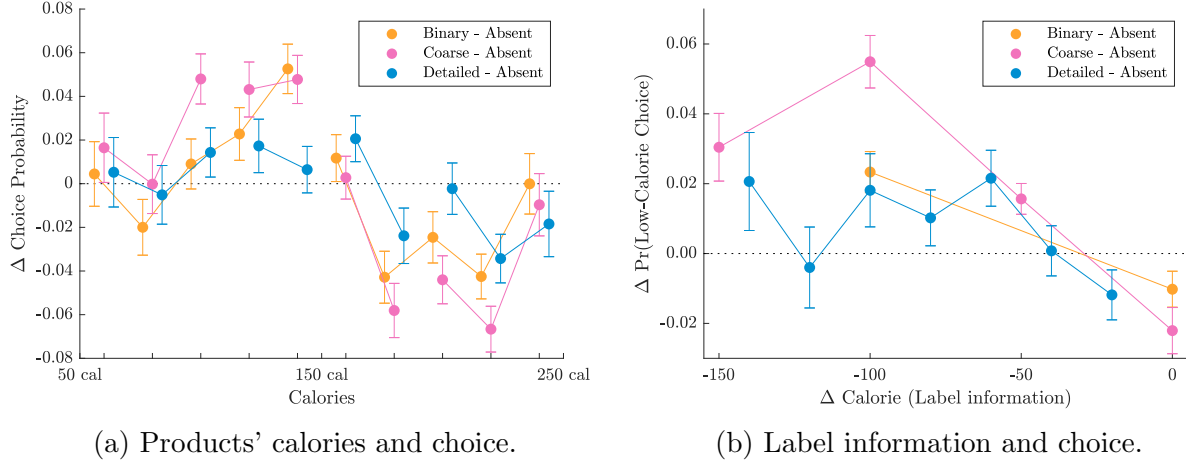 0.08
0.06
0.04
0.02
0
-0.02
-0.04
-0.06
-0.08
Δ Choice Probability
Binary - Absent
Coarse - Absent
Detailed - Absent
50 cal
150 cal
250 cal
Calories
(a) Products' calories and choice.
0.06
0.04
0.02
0.00
-0.02
Δ Pr(Low-Calorie Choice)
Binary - Absent
Coarse - Absent
Detailed - Absent
-150
-100
-50
0
Δ Calorie (Label information)
(b) Label information and choice.